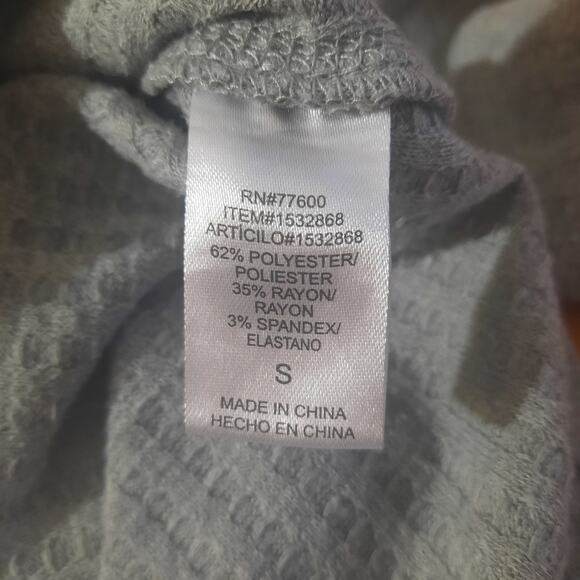 RN#77600
ITEM#1532868
ARTÍCILO#1532868
62% POLYESTER/
POLIESTER
35% RAYON/
RAYON
3% SPANDEX/
ELASTANO
S
MADE IN CHINA
HECHO EN CHINA